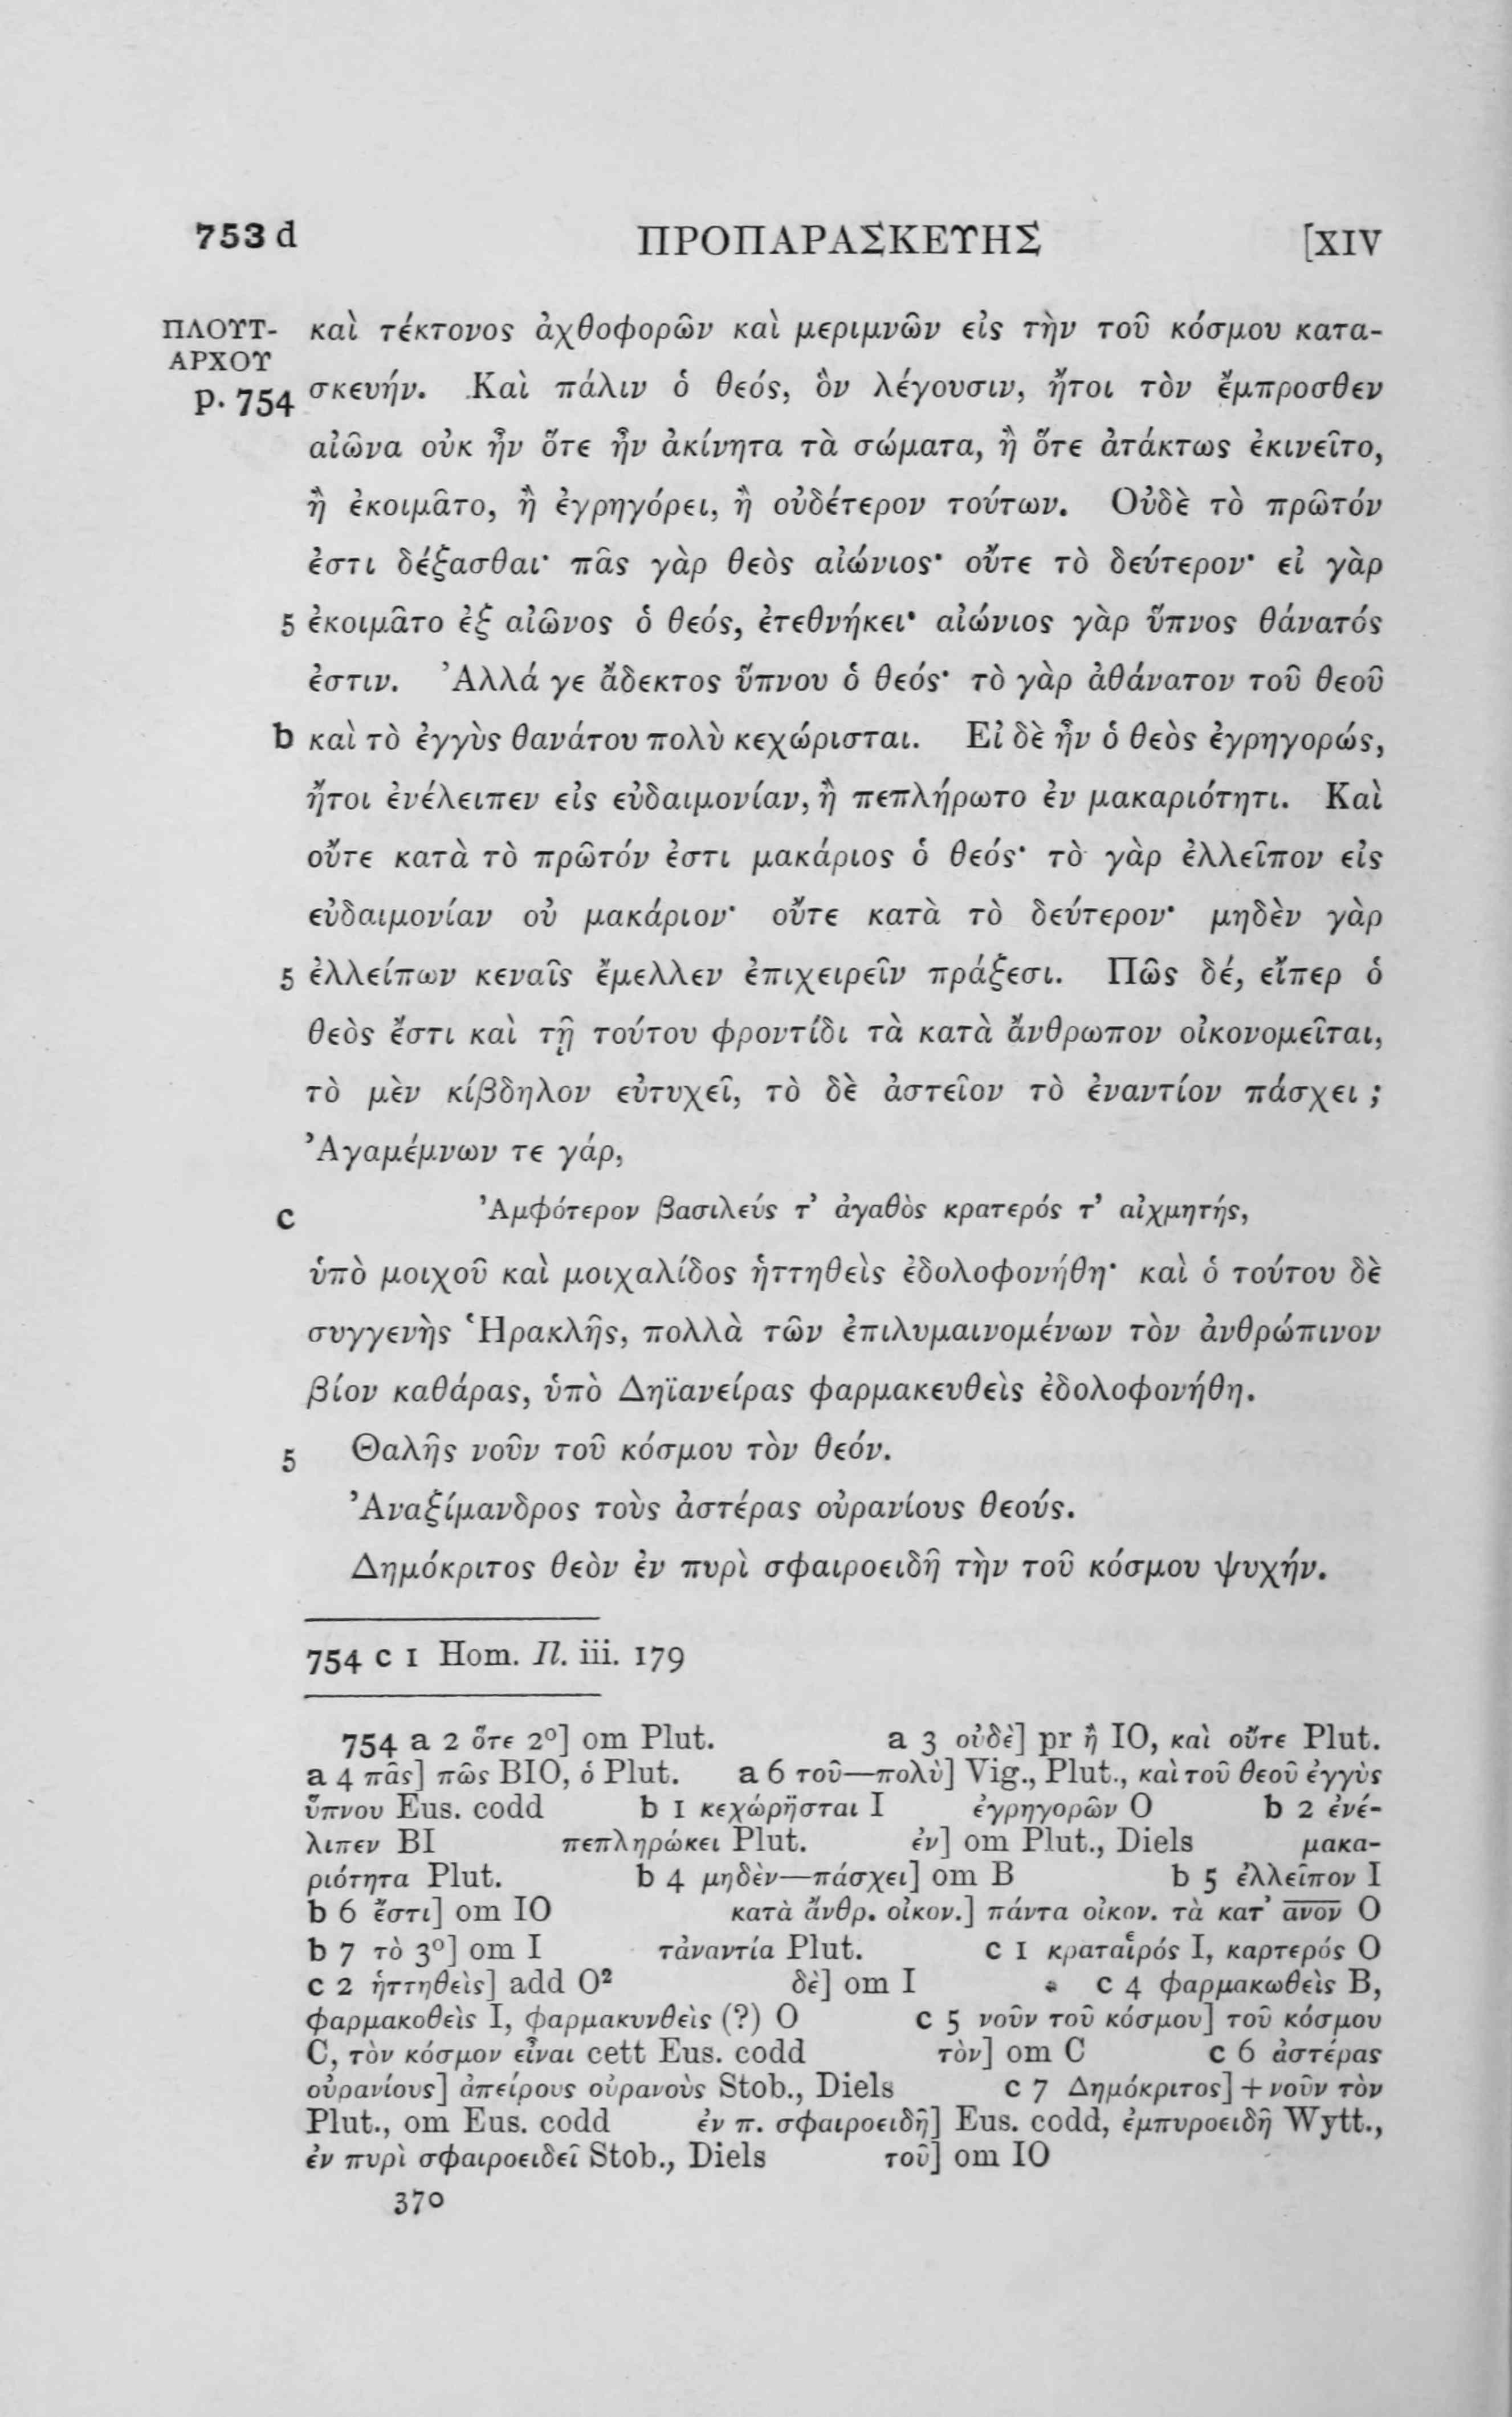 753 d ΠΡΟΠΑΡΑΣΚΕΥΗΣ [XIV
ΠΛΟΥΤ- καὶ τέκτονος ἀχθοφορῶν καὶ μεριμνῶν εἰς τὴν τοῦ κόσμου κατα-
ΑΡΧΟΥ
p. 754 σκευήν. Καὶ πάλιν ὁ θεός, ὃν λέγουσιν, ἤτοι τὸν ἔμπροσθεν
αἰῶνα οὐκ ἦν ὅτε ἦν ἀκίνητα τὰ σώματα, ἢ ὅτε ἀτάκτως ἐκινεῖτο,
ἢ ἐκοιμᾶτο, ἢ ἐγρηγόρει, ἢ οὐδέτερον τούτων. Οὐδὲ τὸ πρῶτόν
ἐστι δέξασθαι· πᾶς γὰρ θεὸς αἰώνιος· οὔτε τὸ δεύτερον· εἰ γὰρ
5 ἐκοιμᾶτο ἐξ αἰῶνος ὁ θεός, ἐτεθνήκει· αἰώνιος γὰρ ὕπνος θάνατός
ἐστιν. Ἀλλά γε ἄδεκτος ὕπνου ὁ θεός· τὸ γὰρ ἀθάνατον τοῦ θεοῦ
b καὶ τὸ ἐγγὺς θανάτου πολὺ κεχώρισται. Εἰ δὲ ἦν ὁ θεὸς ἐγρηγορώς,
ἤτοι ἐνέλειπεν εἰς εὐδαιμονίαν, ἢ πεπλήρωτο ἐν μακαριότητι. Καὶ
οὔτε κατὰ τὸ πρῶτόν ἐστι μακάριος ὁ θεός· τὸ γὰρ ἐλλεῖπον εἰς
εὐδαιμονίαν οὐ μακάριον· οὔτε κατὰ τὸ δεύτερον· μηδὲν γὰρ
5 ἐλλείπων κεναῖς ἔμελλεν ἐπιχειρεῖν πράξεσι. Πῶς δέ, εἴπερ ὁ
θεὸς ἔστι καὶ τῇ τούτου φροντίδι τὰ κατὰ ἄνθρωπον οἰκονομεῖται,
τὸ μὲν κίβδηλον εὐτυχεῖ, τὸ δὲ ἀστεῖον τὸ ἐναντίον πάσχει ;
Ἀγαμέμνων τε γάρ,
c Ἀμφότερον βασιλεύς τ’ ἀγαθὸς κρατερός τ’ αἰχμητής,
ὑπὸ μοιχοῦ καὶ μοιχαλίδος ἡττηθεὶς ἐδολοφονήθη· καὶ ὁ τούτου δὲ
συγγενὴς Ἡρακλῆς, πολλὰ τῶν ἐπιλυμαινομένων τὸν ἀνθρώπινον
βίον καθάρας, ὑπὸ Δηϊανείρας φαρμακευθεὶς ἐδολοφονήθη.
5 Θαλῆς νοῦν τοῦ κόσμου τὸν θεόν.
Ἀναξίμανδρος τοὺς ἀστέρας οὐρανίους θεούς.
Δημόκριτος θεὸν ἐν πυρὶ σφαιροειδῆ τὴν τοῦ κόσμου ψυχήν.
754 c 1 Hom. Il. iii. 179
754 a 2 ὅτε 2º] om Plut. a 3 οὐδὲ] pr ἢ IO, καὶ οὔτε Plut.
a 4 πᾶς] πῶς BIO, ὁ Plut. a 6 τοῦ—πολὺ] Vig., Plut., καὶ τοῦ θεοῦ ἐγγὺς
ὕπνου Eus. codd b 1 κεχώρησται I ἐγρηγορῶν O b 2 ἐνέ-
λιπεν BI πεπληρώκει Plut. ἐν] om Plut., Diels μακα-
ριότητα Plut. b 4 μηδὲν—πάσχει] om B b 5 ἐλλεῖπον I
b 6 ἔστι] om IO κατὰ ἄνθρ. οἰκον.] πάντα οἰκον. τὰ κατ’ ανον O
b 7 τὸ 3º] om I τἀναντία Plut. c 1 κραταῖρός I, καρτερός O
c 2 ἡττηθεὶς] add O² δὲ] om I c 4 φαρμακωθεὶς B,
φαρμακοθεὶς I, φαρμακυνθεὶς (?) O c 5 νοῦν τοῦ κόσμου] τοῦ κόσμου
C, τὸν κόσμον εἶναι cett Eus. codd τὸν] om C c 6 ἀστέρας
οὐρανίους] ἀπείρους οὐρανοὺς Stob., Diels c 7 Δημόκριτος] + νοῦν τὸν
Plut., om Eus. codd ἐν π. σφαιροειδῆ] Eus. codd, ἐμπυροειδῆ Wytt.,
ἐν πυρὶ σφαιροειδεῖ Stob., Diels τοῦ] om IO
370